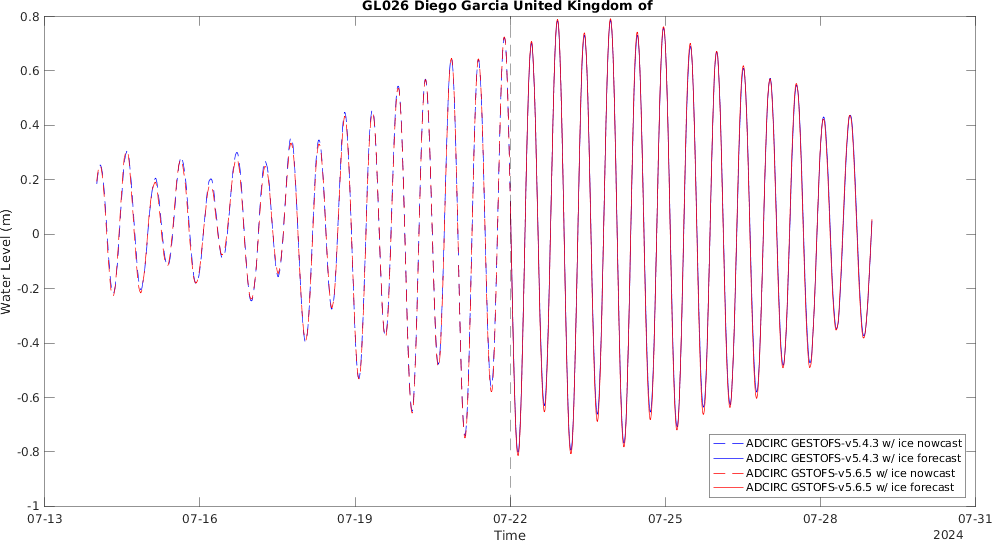 GL026 Diego Garcia United Kingdom of
0.8
0.6
0.4
0.2
0
-0.2
-0.4
-0.6
-0.8
-1
Water Level (m)
ADCIRC GESTOFS-v5.4.3 w/ ice nowcast
ADCIRC GESTOFS-v5.4.3 w/ ice forecast
ADCIRC GSTOFS-v5.6.5 w/ ice nowcast
ADCIRC GSTOFS-v5.6.5 w/ ice forecast
07-13 07-16 07-19 07-22 07-25 07-28 07-31
Time
2024